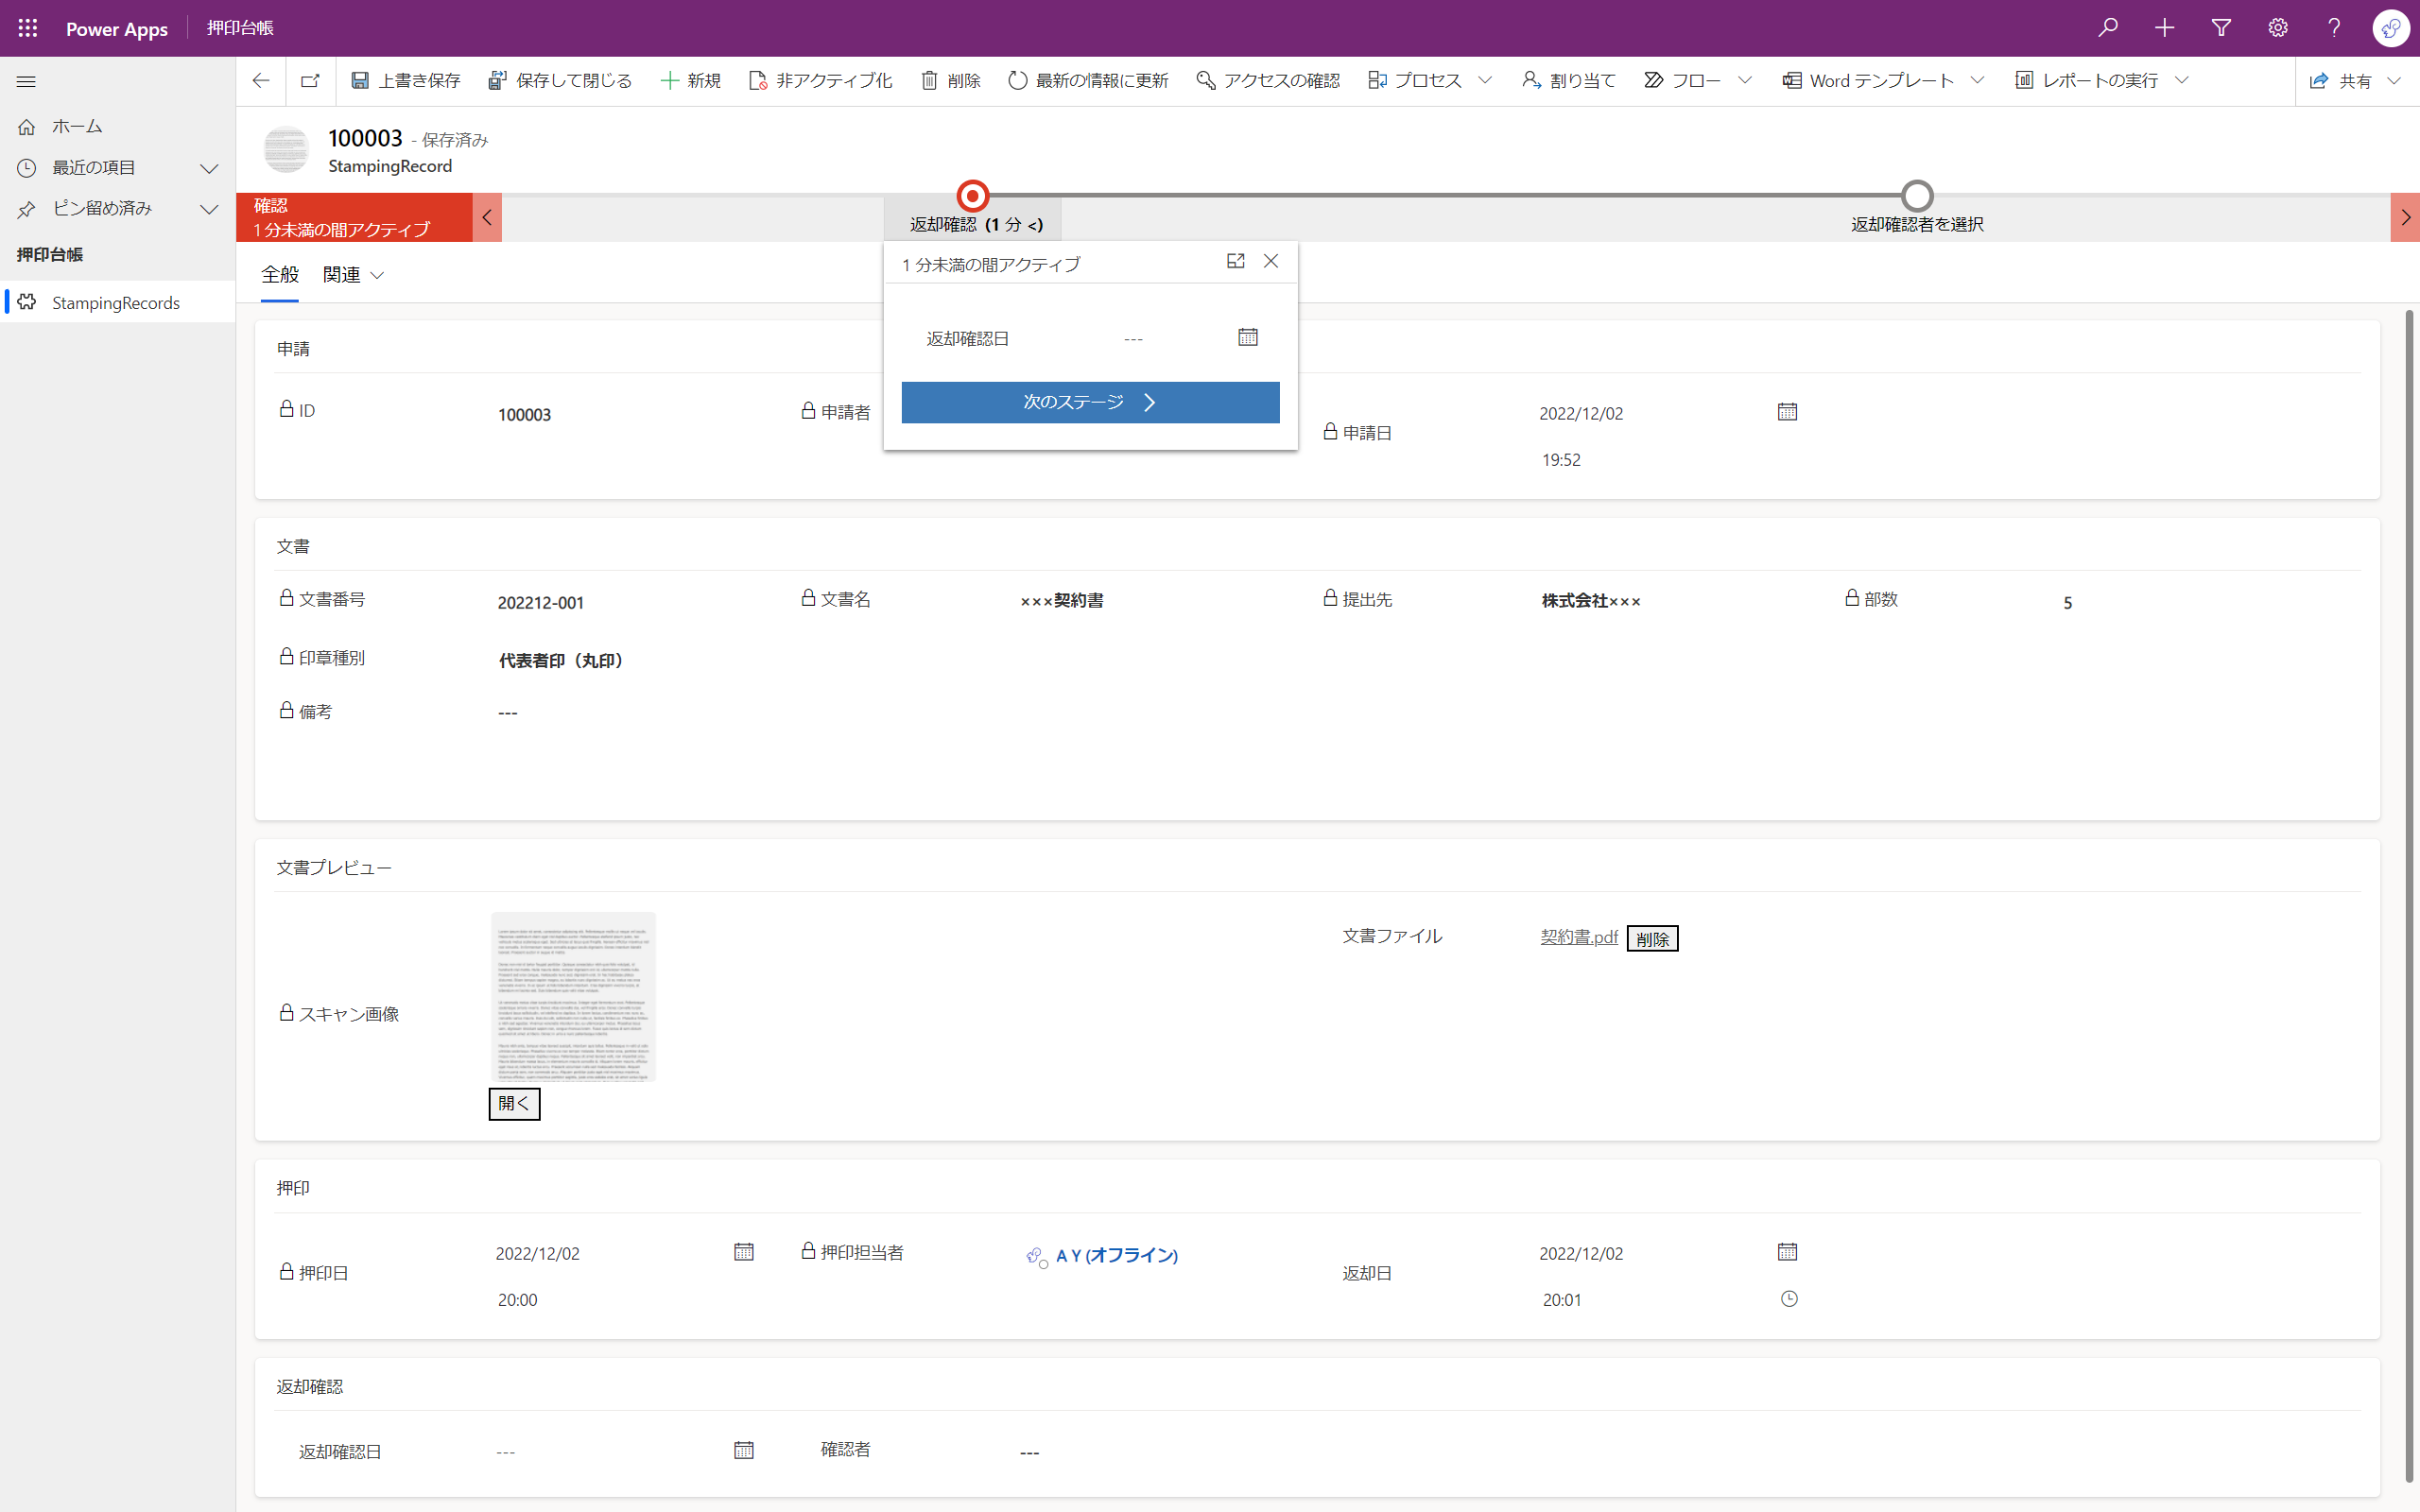 Power Apps 押印台帳
上書き保存 保存して閉じる 新規 非アクティブ化 削除 最新の情報に更新 アクセスの確認 プロセス 割り当て フロー Word テンプレート レポートの実行 共有
ホーム
最近の項目
ピン留め済み
押印台帳
StampingRecords
100003 - 保存済み
StampingRecord
確認
1 分未満の間アクティブ
返却確認 (1 分 <)
返却確認者を選択
1 分未満の間アクティブ
返却確認日 ---
次のステージ
全般 関連
申請
ID 100003 申請者 申請日 2022/12/02
19:52
文書
文書番号 202212-001 文書名 ×××契約書 提出先 株式会社××× 部数 5
印章種別 代表者印（丸印）
備考 ---
文書プレビュー
スキャン画像
開く
文書ファイル 契約書.pdf 削除
押印
押印日 2022/12/02 押印担当者 A Y (オフライン) 返却日 2022/12/02
20:00 20:01
返却確認
返却確認日 --- 確認者 ---